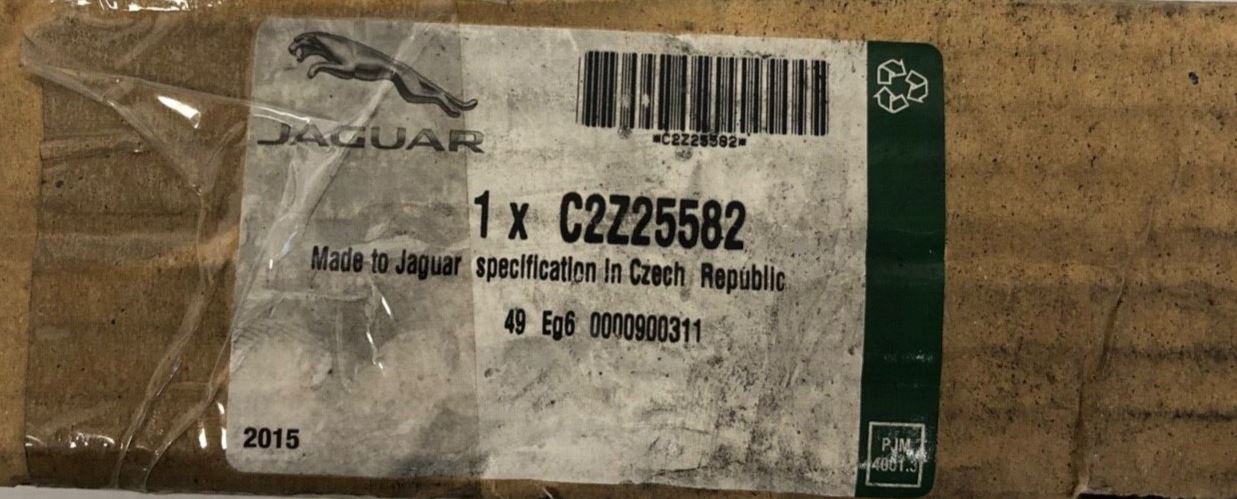 JAGUAR
*C2Z25582*
1 x C2Z25582
Made to Jaguar specification in Czech Republic
49 Eg6 0000900311
2015
PJM
4001.3